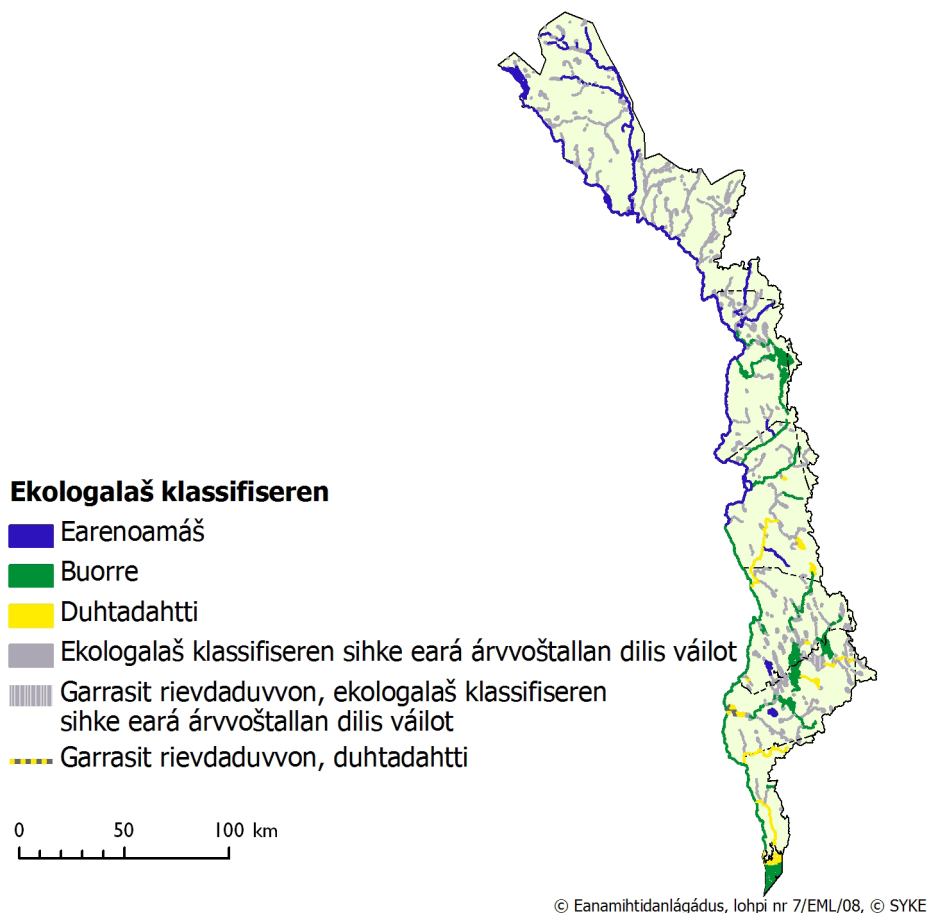 Ekologalaš klassifiseren
Earenoamáš
Buorre
Duhtadahtti
Ekologalaš klassifiseren sihke eará árvvoštallan dilis váilot
Garrasit rievdaduvvon, ekologalaš klassifiseren
sihke eará árvvoštallan dilis váilot
Garrasit rievdaduvvon, duhtadahtti
0 50 100 km
© Eanamihtidanlágádus, lohpi nr 7/EML/08, © SYKE